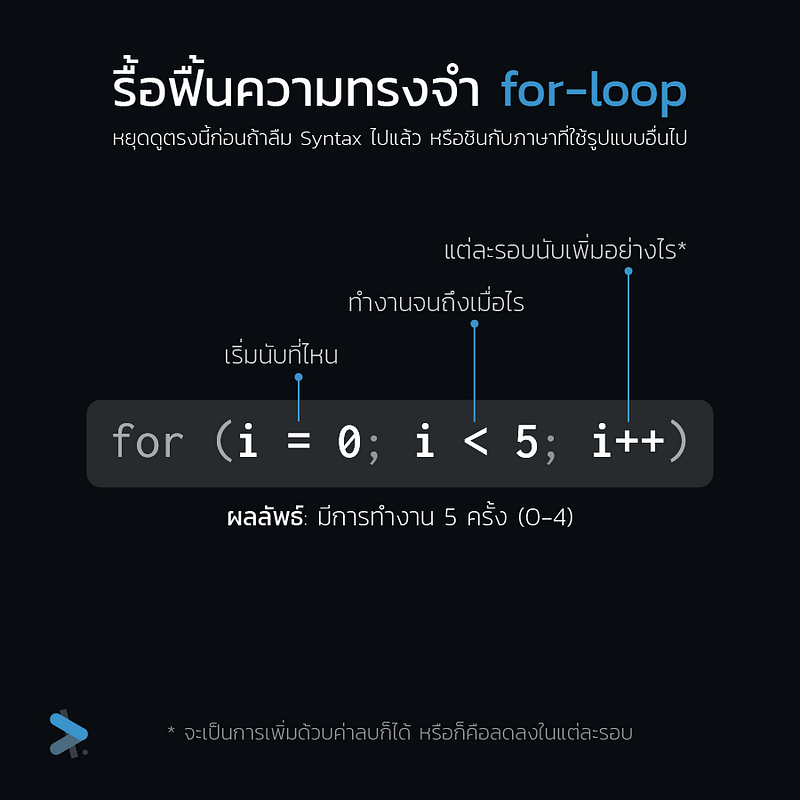 รื้อฟื้นความทรงจำ for-loop
หยุดดูตรงนี้ก่อนถ้าลืม Syntax ไปแล้ว หรือชินกับภาษาที่ใช้รูปแบบอื่นไป
แต่ละรอบนับเพิ่มอย่างไร*
ทำงานจนถึงเมื่อไร
เริ่มนับที่ไหน
for (i = 0; i < 5; i++)
ผลลัพธ์: มีการทำงาน 5 ครั้ง (0-4)
* จะเป็นการเพิ่มด้วบค่าลบก็ได้ หรือก็คือลดลงในแต่ละรอบ